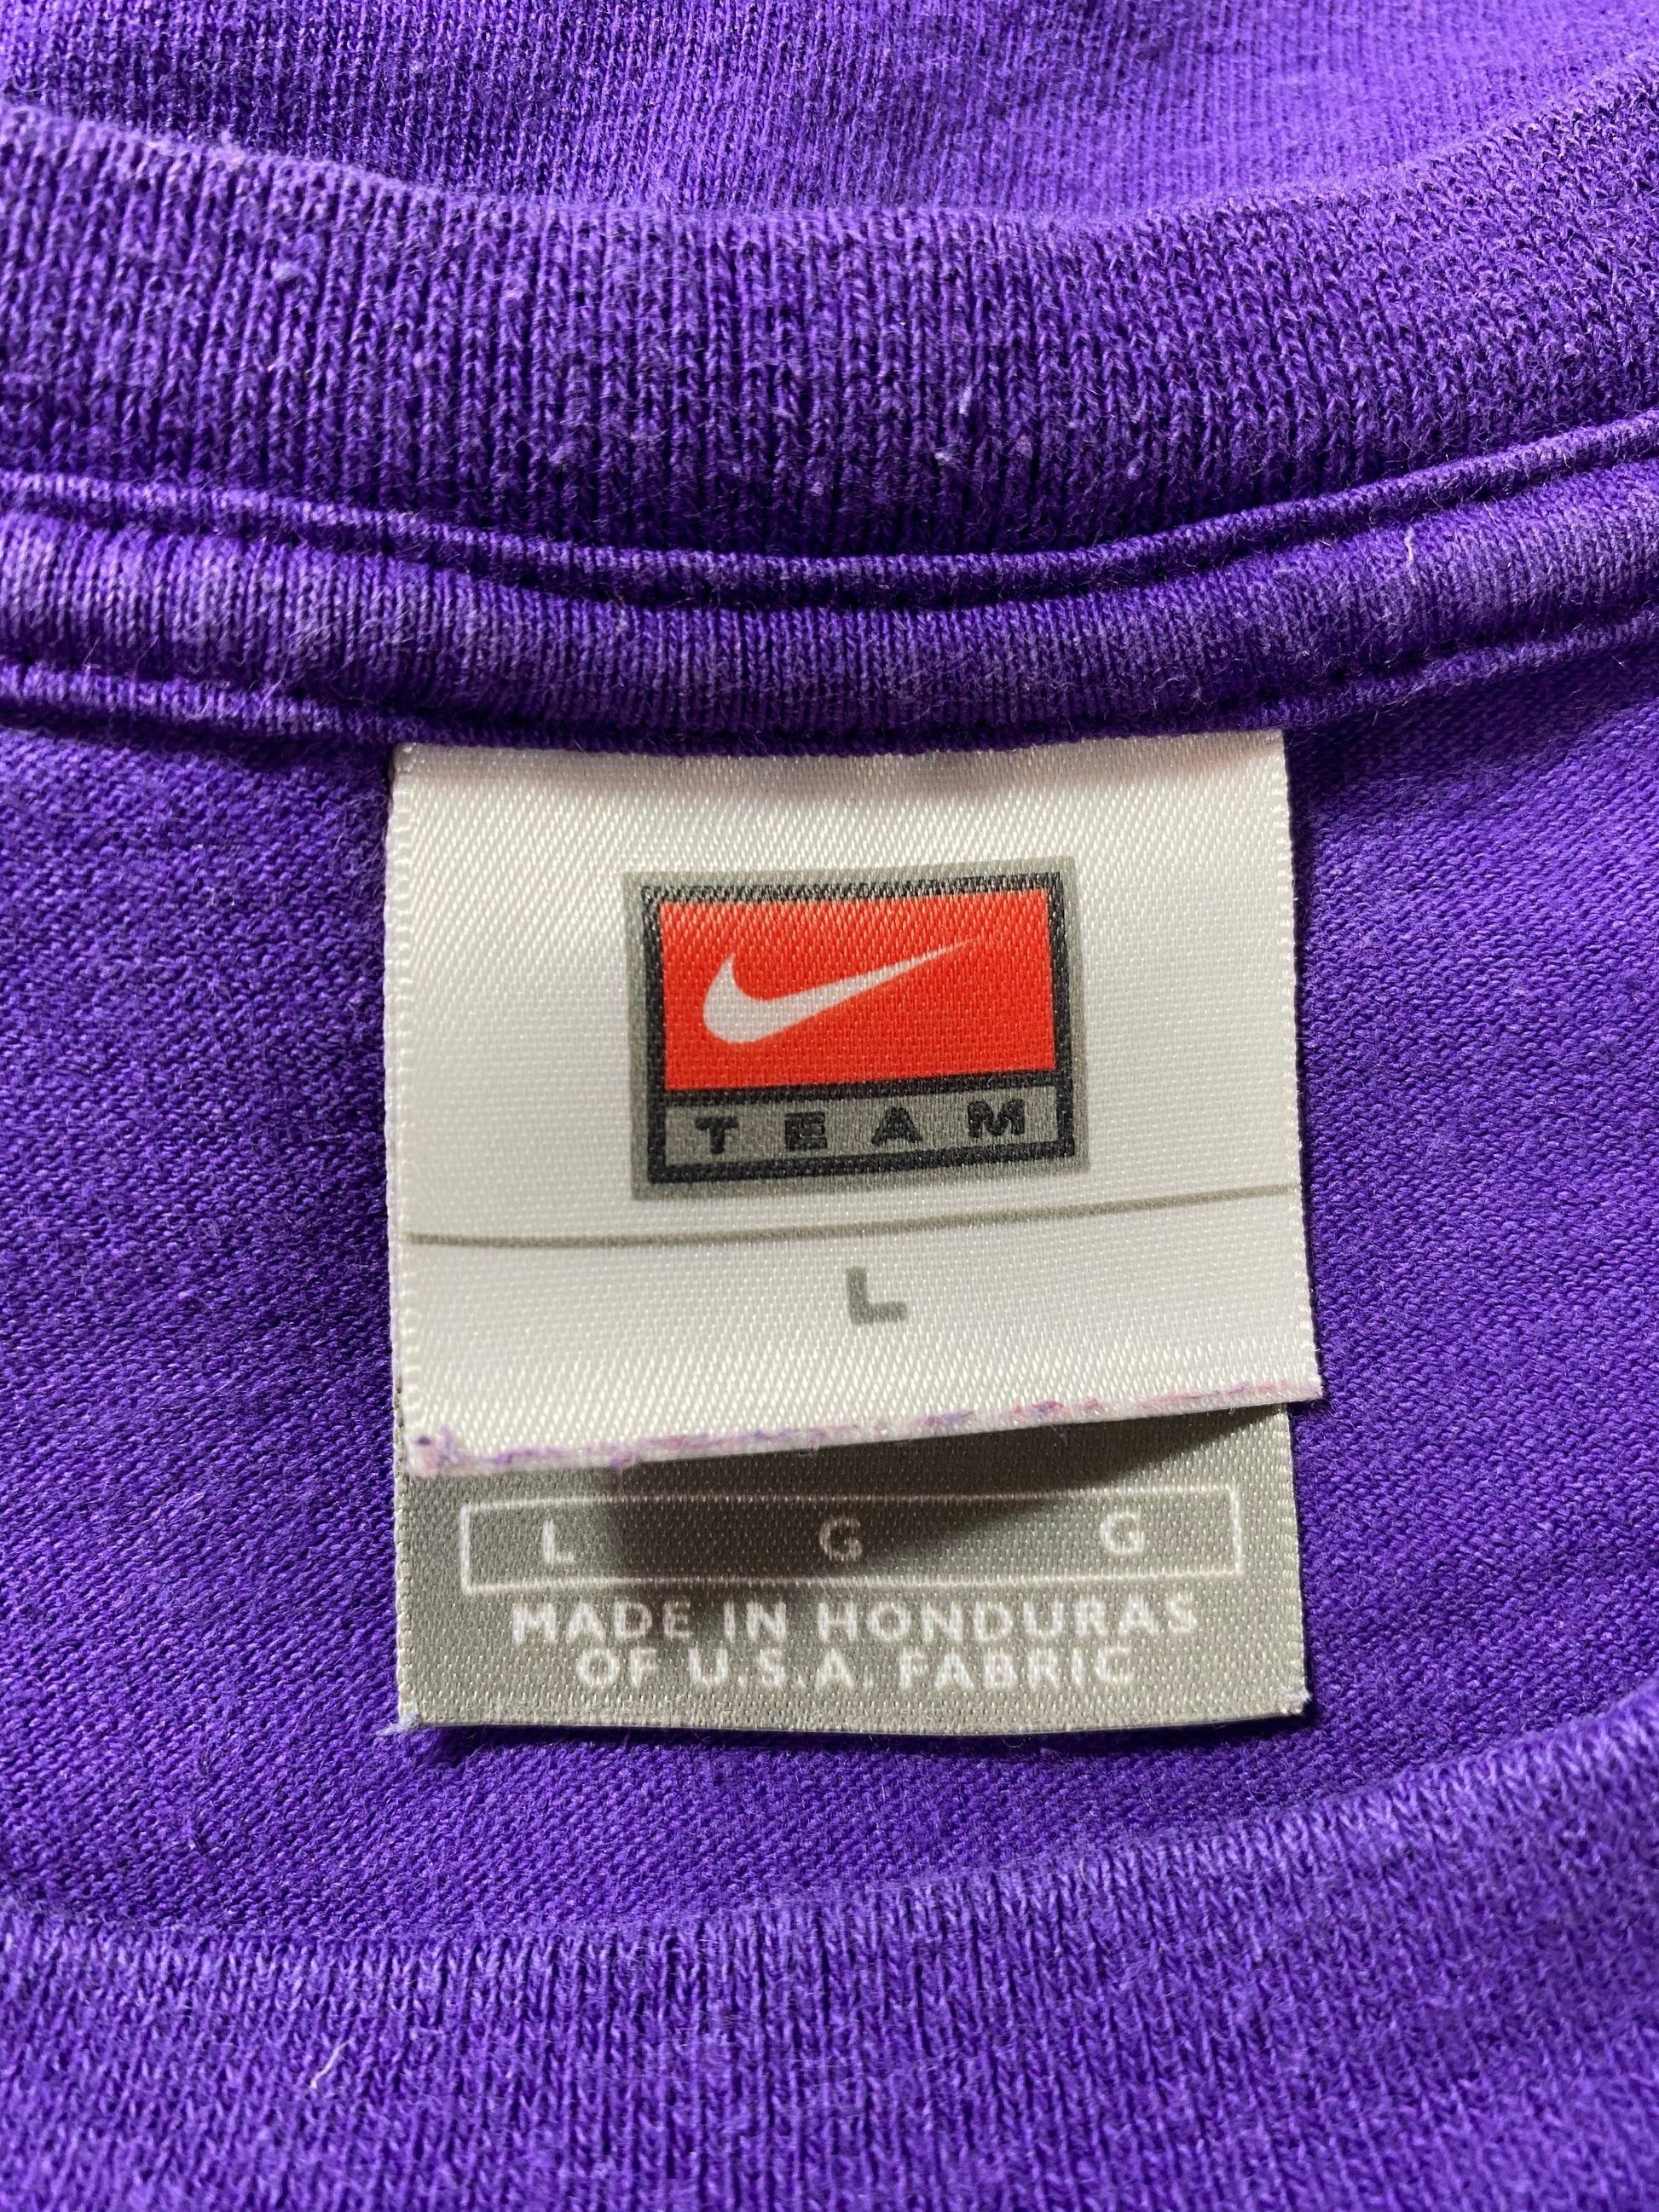 TEAM
L
L G G
MADE IN HONDURAS
OF U.S.A. FABRIC